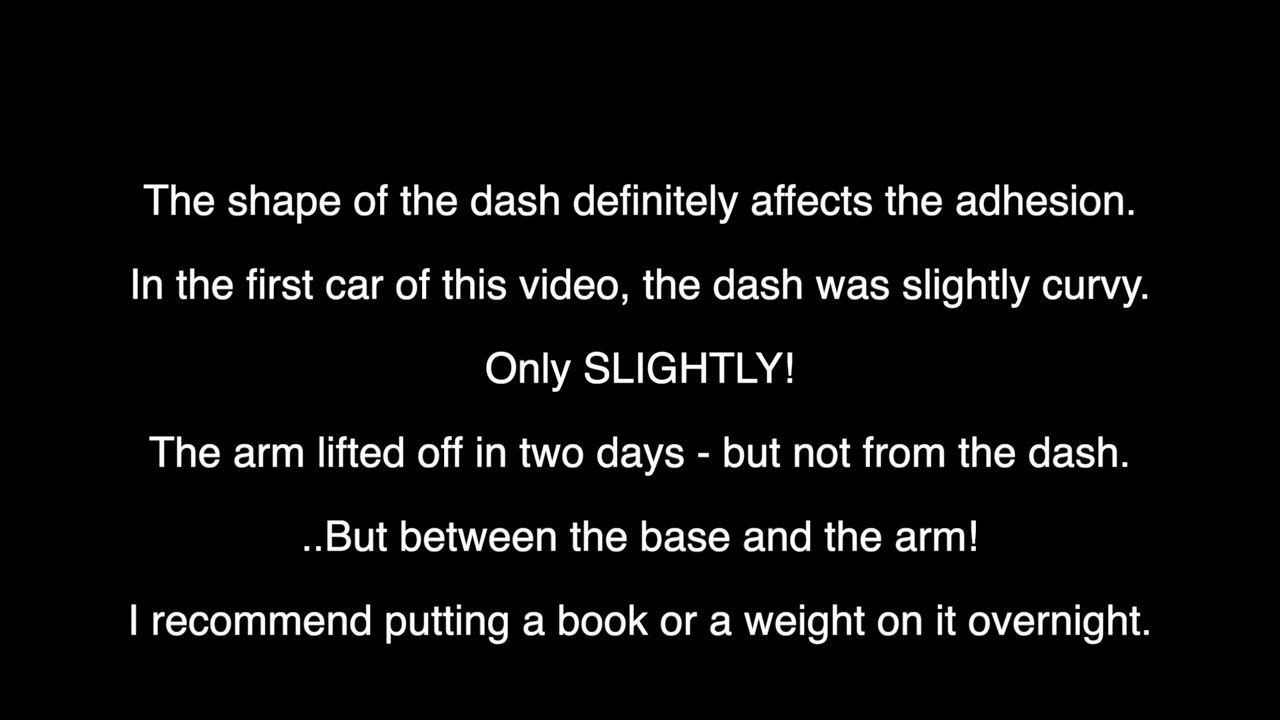 The shape of the dash definitely affects the adhesion.
In the first car of this video, the dash was slightly curvy.
Only SLIGHTLY!
The arm lifted off in two days - but not from the dash.
..But between the base and the arm!
I recommend putting a book or a weight on it overnight.